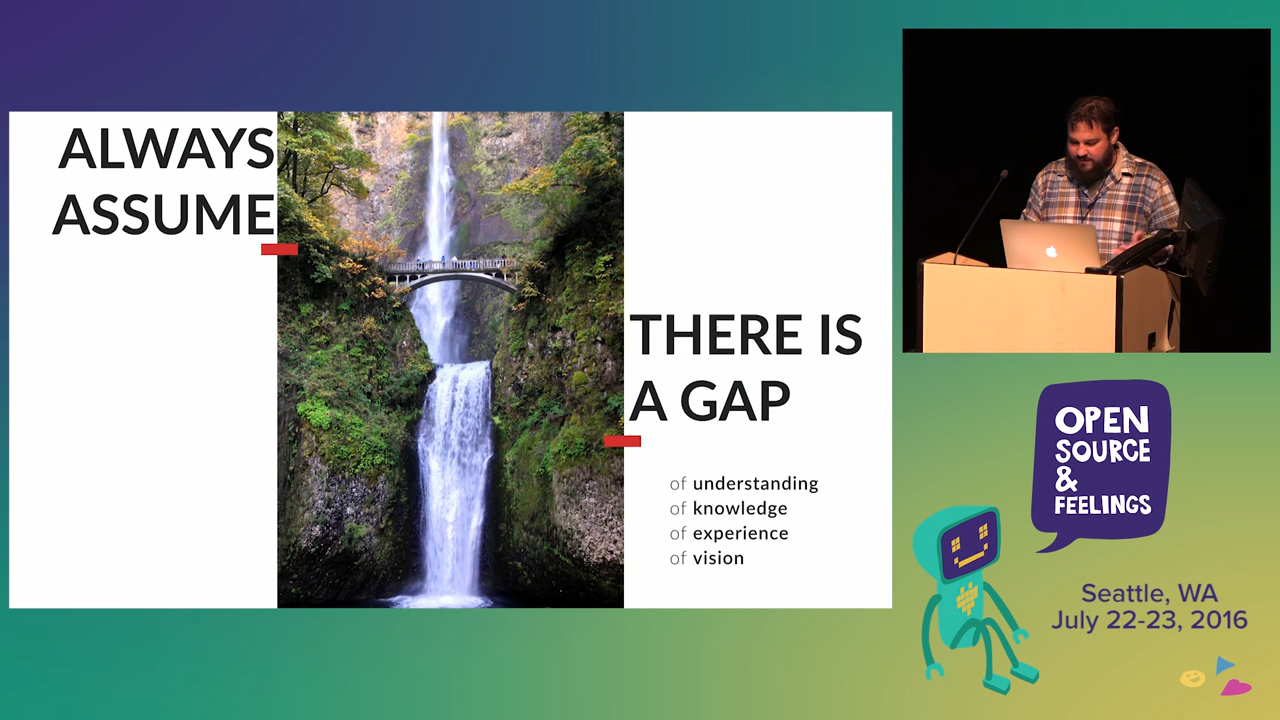 ALWAYS
ASSUME
THERE IS
A GAP
of understanding
of knowledge
of experience
of vision
OPEN
SOURCE
&
FEELINGS
Seattle, WA
July 22-23, 2016